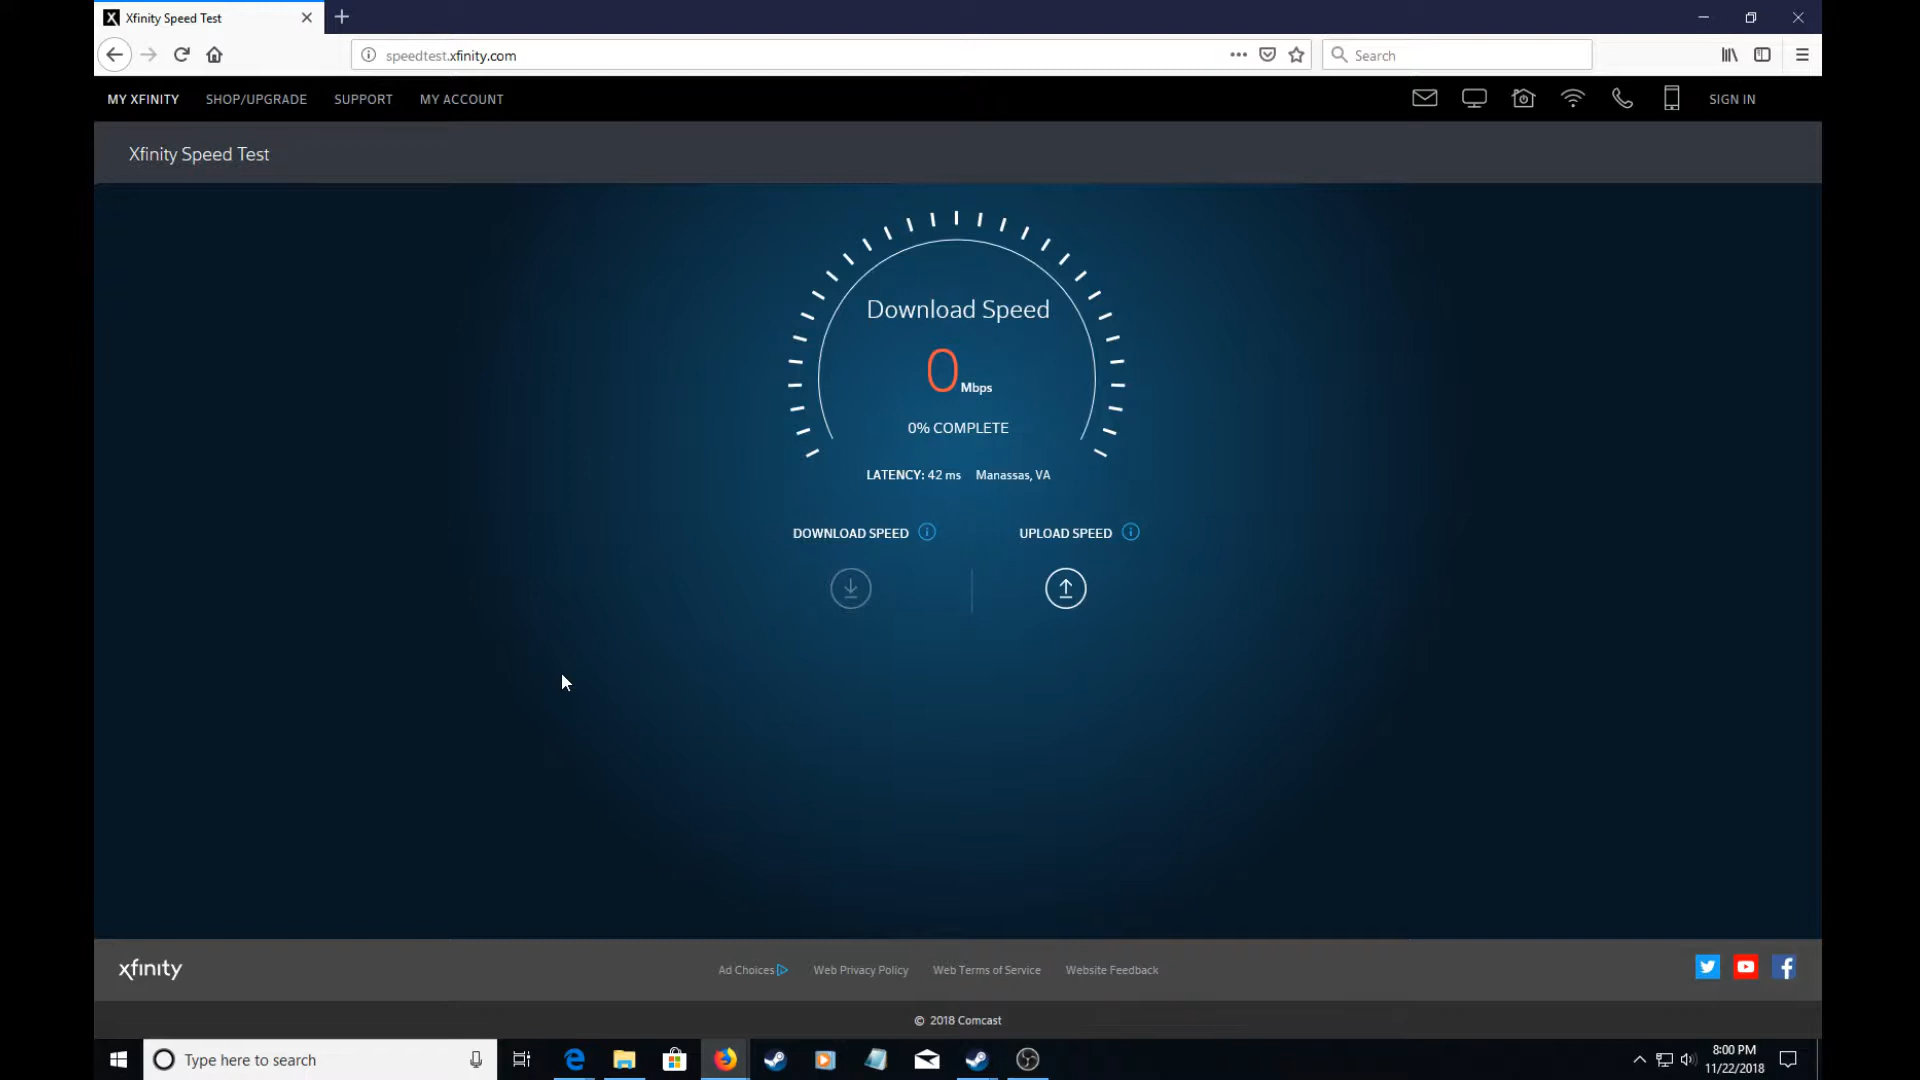 Xfinity Speed Test
speedtest.xfinity.com
Search
MY XFINITY SHOP/UPGRADE SUPPORT MY ACCOUNT SIGN IN
Xfinity Speed Test
Download Speed
0 Mbps
0% COMPLETE
LATENCY: 42 ms Manassas, VA
DOWNLOAD SPEED UPLOAD SPEED
xfinity Ad Choices Web Privacy Policy Web Terms of Service Website Feedback
© 2018 Comcast
Type here to search
8:00 PM
11/22/2018